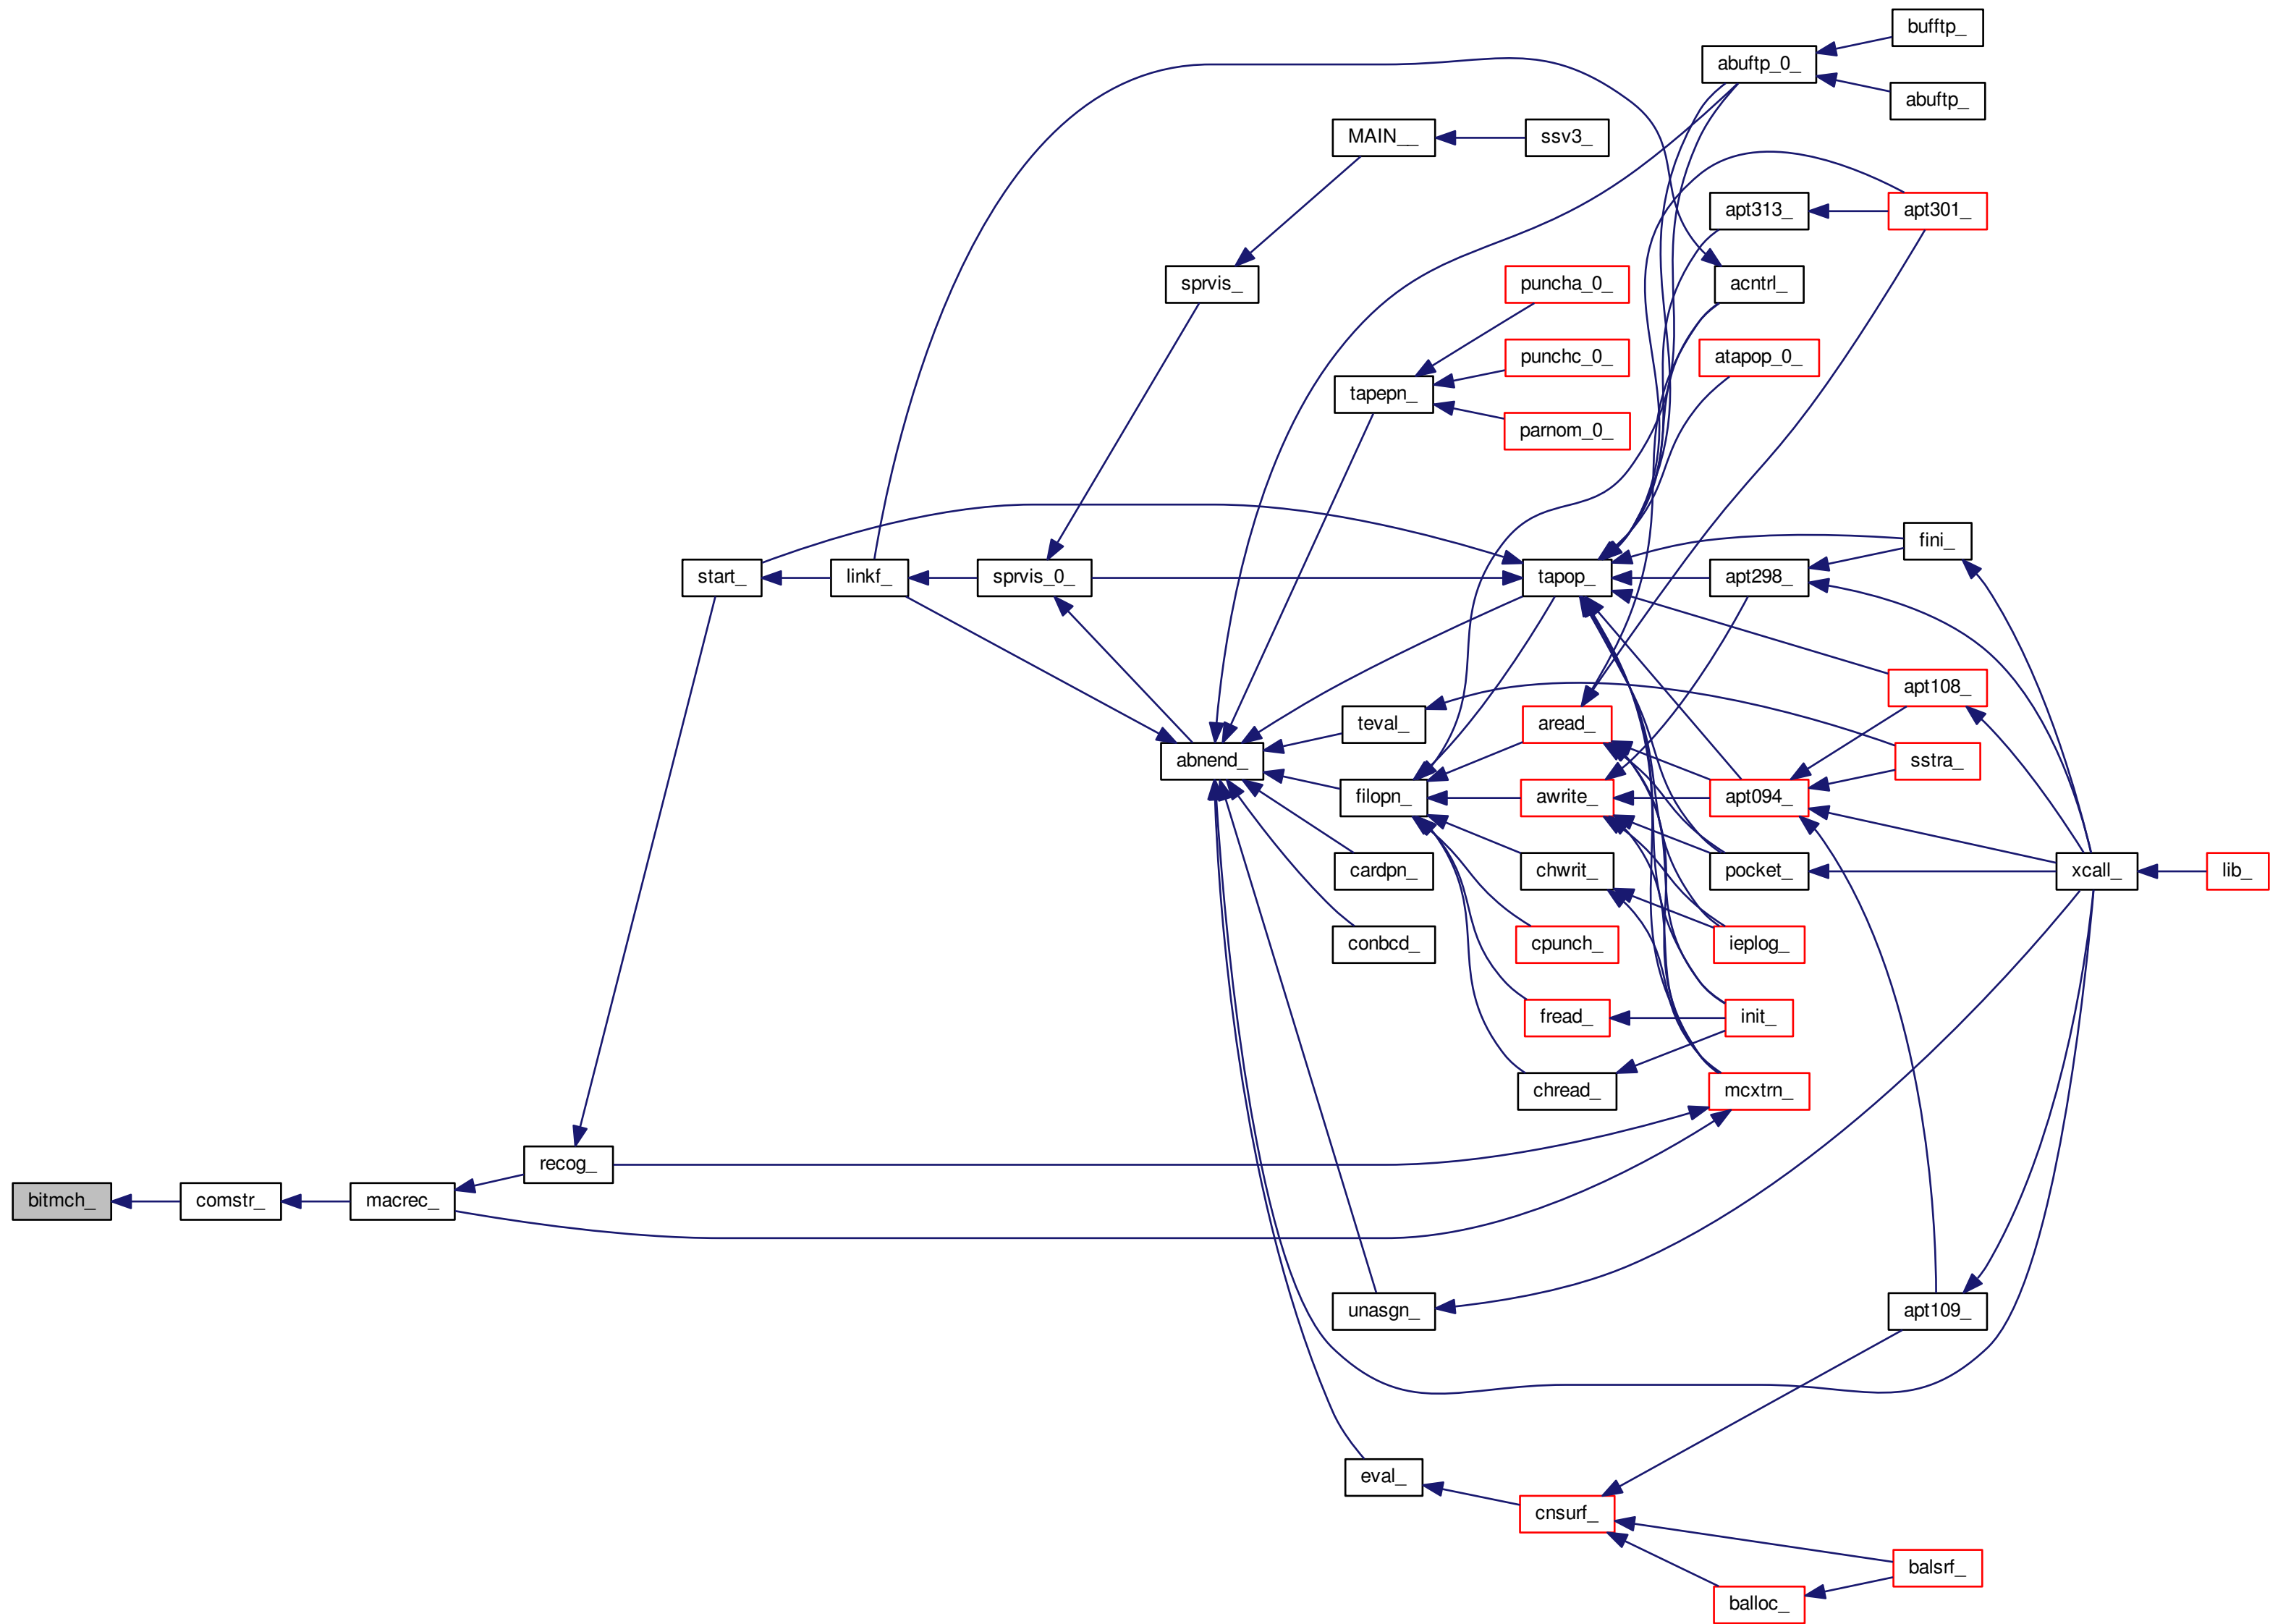 bufftp_
abuftp_0_
abuftp_
MAIN__
ssv3_
apt313_
apt301_
sprvis_
puncha_0_
acntrl_
punchc_0_
atapop_0_
tapepn_
parnom_0_
fini_
start_
linkf_
sprvis_0_
tapop_
apt298_
apt108_
teval_
aread_
abnend_
sstra_
filopn_
awrite_
apt094_
cardpn_
chwrit_
pocket_
xcall_
lib_
conbcd_
cpunch_
ieplog_
fread_
init_
chread_
mcxtrn_
recog_
bitmch_
comstr_
macrec_
unasgn_
apt109_
eval_
cnsurf_
balsrf_
balloc_